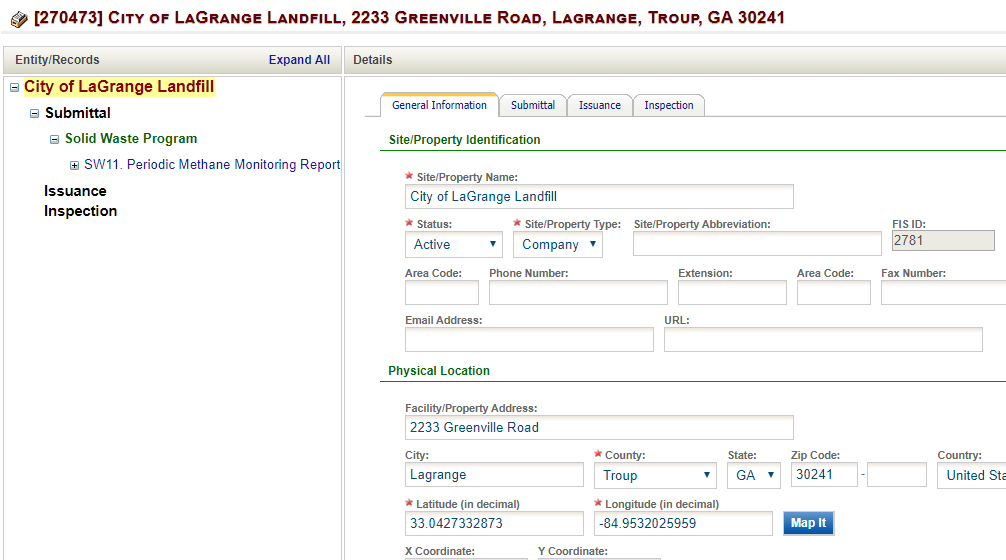 [270473] City of LaGrange Landfill, 2233 Greenville Road, Lagrange, Troup, GA 30241
Entity/Records Expand All
Details
City of LaGrange Landfill
Submittal
Solid Waste Program
SW11. Periodic Methane Monitoring Report
Issuance
Inspection
General Information Submittal Issuance Inspection
Site/Property Identification
* Site/Property Name:
City of LaGrange Landfill
* Status: * Site/Property Type: Site/Property Abbreviation: FIS ID:
Active Company 2781
Area Code: Phone Number: Extension: Area Code: Fax Number:
Email Address: URL:
Physical Location
Facility/Property Address:
2233 Greenville Road
City: * County: State: Zip Code: Country:
Lagrange Troup GA 30241 - United Sta
* Latitude (in decimal) * Longitude (in decimal)
33.0427332873 -84.9532025959 Map It
X Coordinate: Y Coordinate: